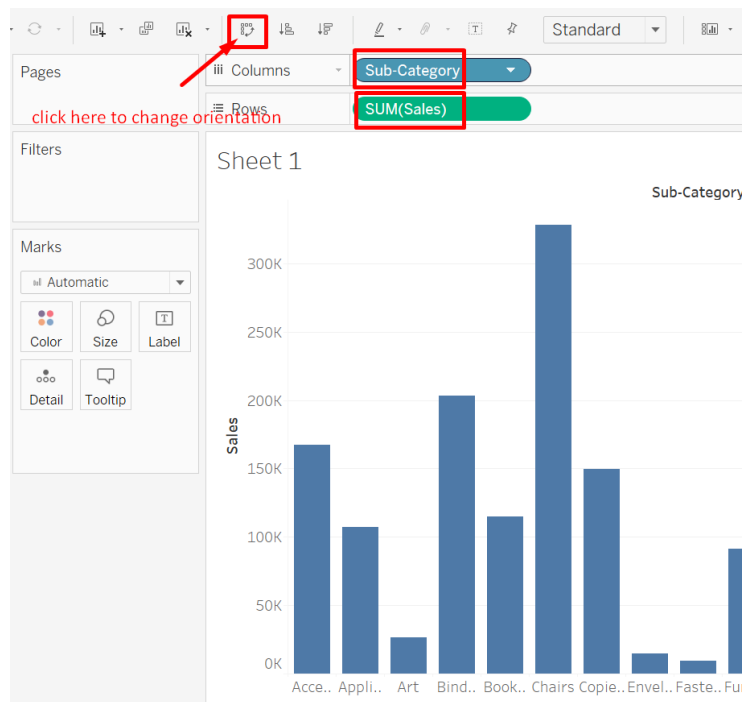 Standard
Pages
iii Columns
Sub-Category
Rows
SUM(Sales)
click here to change orientation
Filters
Sheet 1
Sub-Category
Marks
Automatic
Color
Size
T
Label
Detail
Tooltip
Sales
300K
250K
200K
150K
100K
50K
0K
Acce.. Appli.. Art Bind.. Book.. Chairs Copie.. Envel.. Faste.. Fu